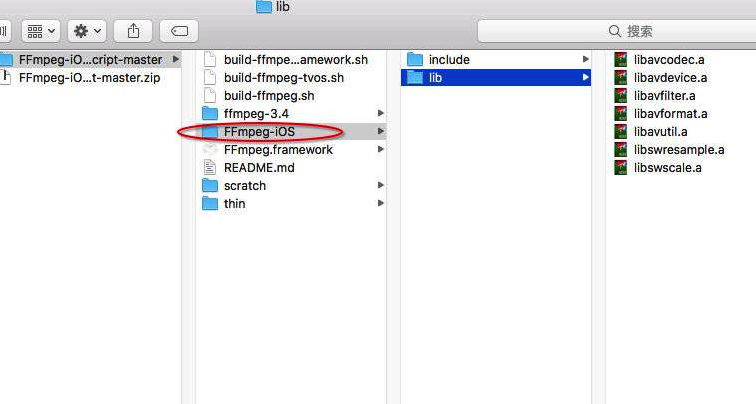 lib
搜索
FFmpeg-iO...cript-master
FFmpeg-iO...t-master.zip
build-ffmpe...amework.sh
build-ffmpeg-tvos.sh
build-ffmpeg.sh
ffmpeg-3.4
FFmpeg-iOS
FFmpeg.framework
README.md
scratch
thin
include
lib
libavcodec.a
libavdevice.a
libavfilter.a
libavformat.a
libavutil.a
libswresample.a
libswscale.a